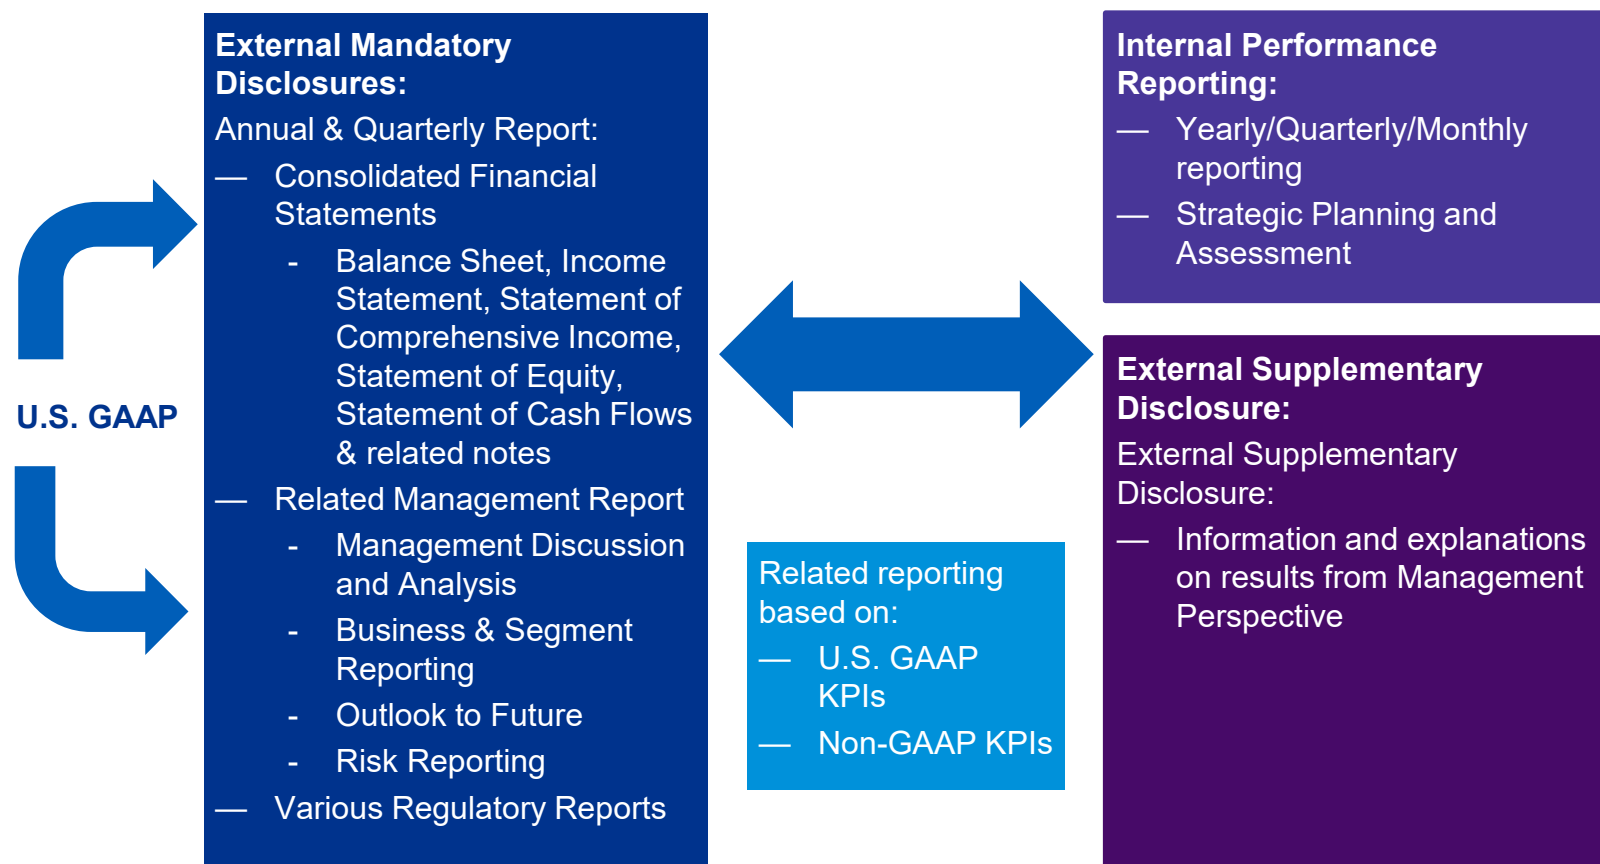 U.S. GAAP
External Mandatory
Disclosures:
Annual & Quarterly Report:
— Consolidated Financial
Statements
- Balance Sheet, Income
Statement, Statement of
Comprehensive Income,
Statement of Equity,
Statement of Cash Flows
& related notes
— Related Management Report
- Management Discussion
and Analysis
- Business & Segment
Reporting
- Outlook to Future
- Risk Reporting
— Various Regulatory Reports
Related reporting
based on:
— U.S. GAAP
KPIs
— Non-GAAP KPIs
Internal Performance
Reporting:
— Yearly/Quarterly/Monthly
reporting
— Strategic Planning and
Assessment
External Supplementary
Disclosure:
External Supplementary
Disclosure:
— Information and explanations
on results from Management
Perspective